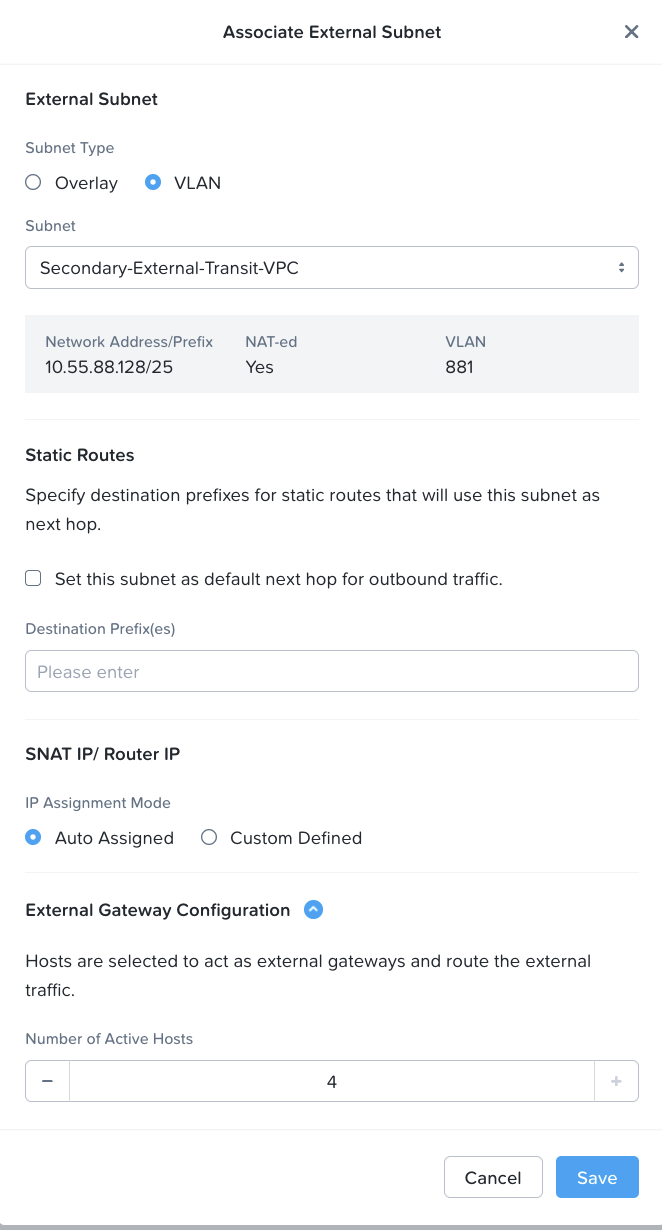 Associate External Subnet
External Subnet
Subnet Type
Overlay VLAN
Subnet
Secondary-External-Transit-VPC
Network Address/Prefix NAT-ed VLAN
10.55.88.128/25 Yes 881
Static Routes
Specify destination prefixes for static routes that will use this subnet as
next hop.
Set this subnet as default next hop for outbound traffic.
Destination Prefix(es)
Please enter
SNAT IP/ Router IP
IP Assignment Mode
Auto Assigned Custom Defined
External Gateway Configuration
Hosts are selected to act as external gateways and route the external
traffic.
Number of Active Hosts
− 4 +
Cancel Save